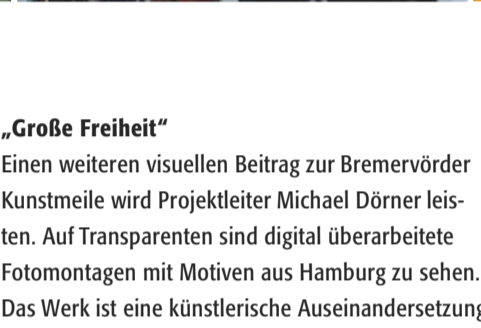 „Große Freiheit“
Einen weiteren visuellen Beitrag zur Bremervörder
Kunstmeile wird Projektleiter Michael Dörner leis-
ten. Auf Transparenten sind digital überarbeitete
Fotomontagen mit Motiven aus Hamburg zu sehen.
Das Werk ist eine künstlerische Auseinandersetzung